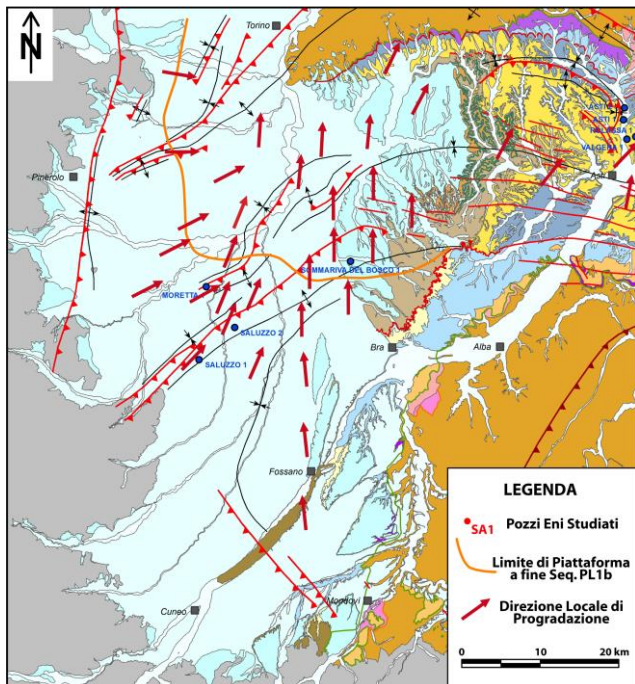 N
Torino
ASTI 1
VALGERA 1
Asti
Pinerolo
SOMMARIVA DEL BOSCO 1
MORETTA
SALUZZO 2
SALUZZO 1
Bra
Alba
Fossano
Cuneo
Mondovì
LEGENDA
SA1 Pozzi Eni Studiati
Limite di Piattaforma
a fine Seq. PL1b
Direzione Locale di
Progradazione
0 10 20 km